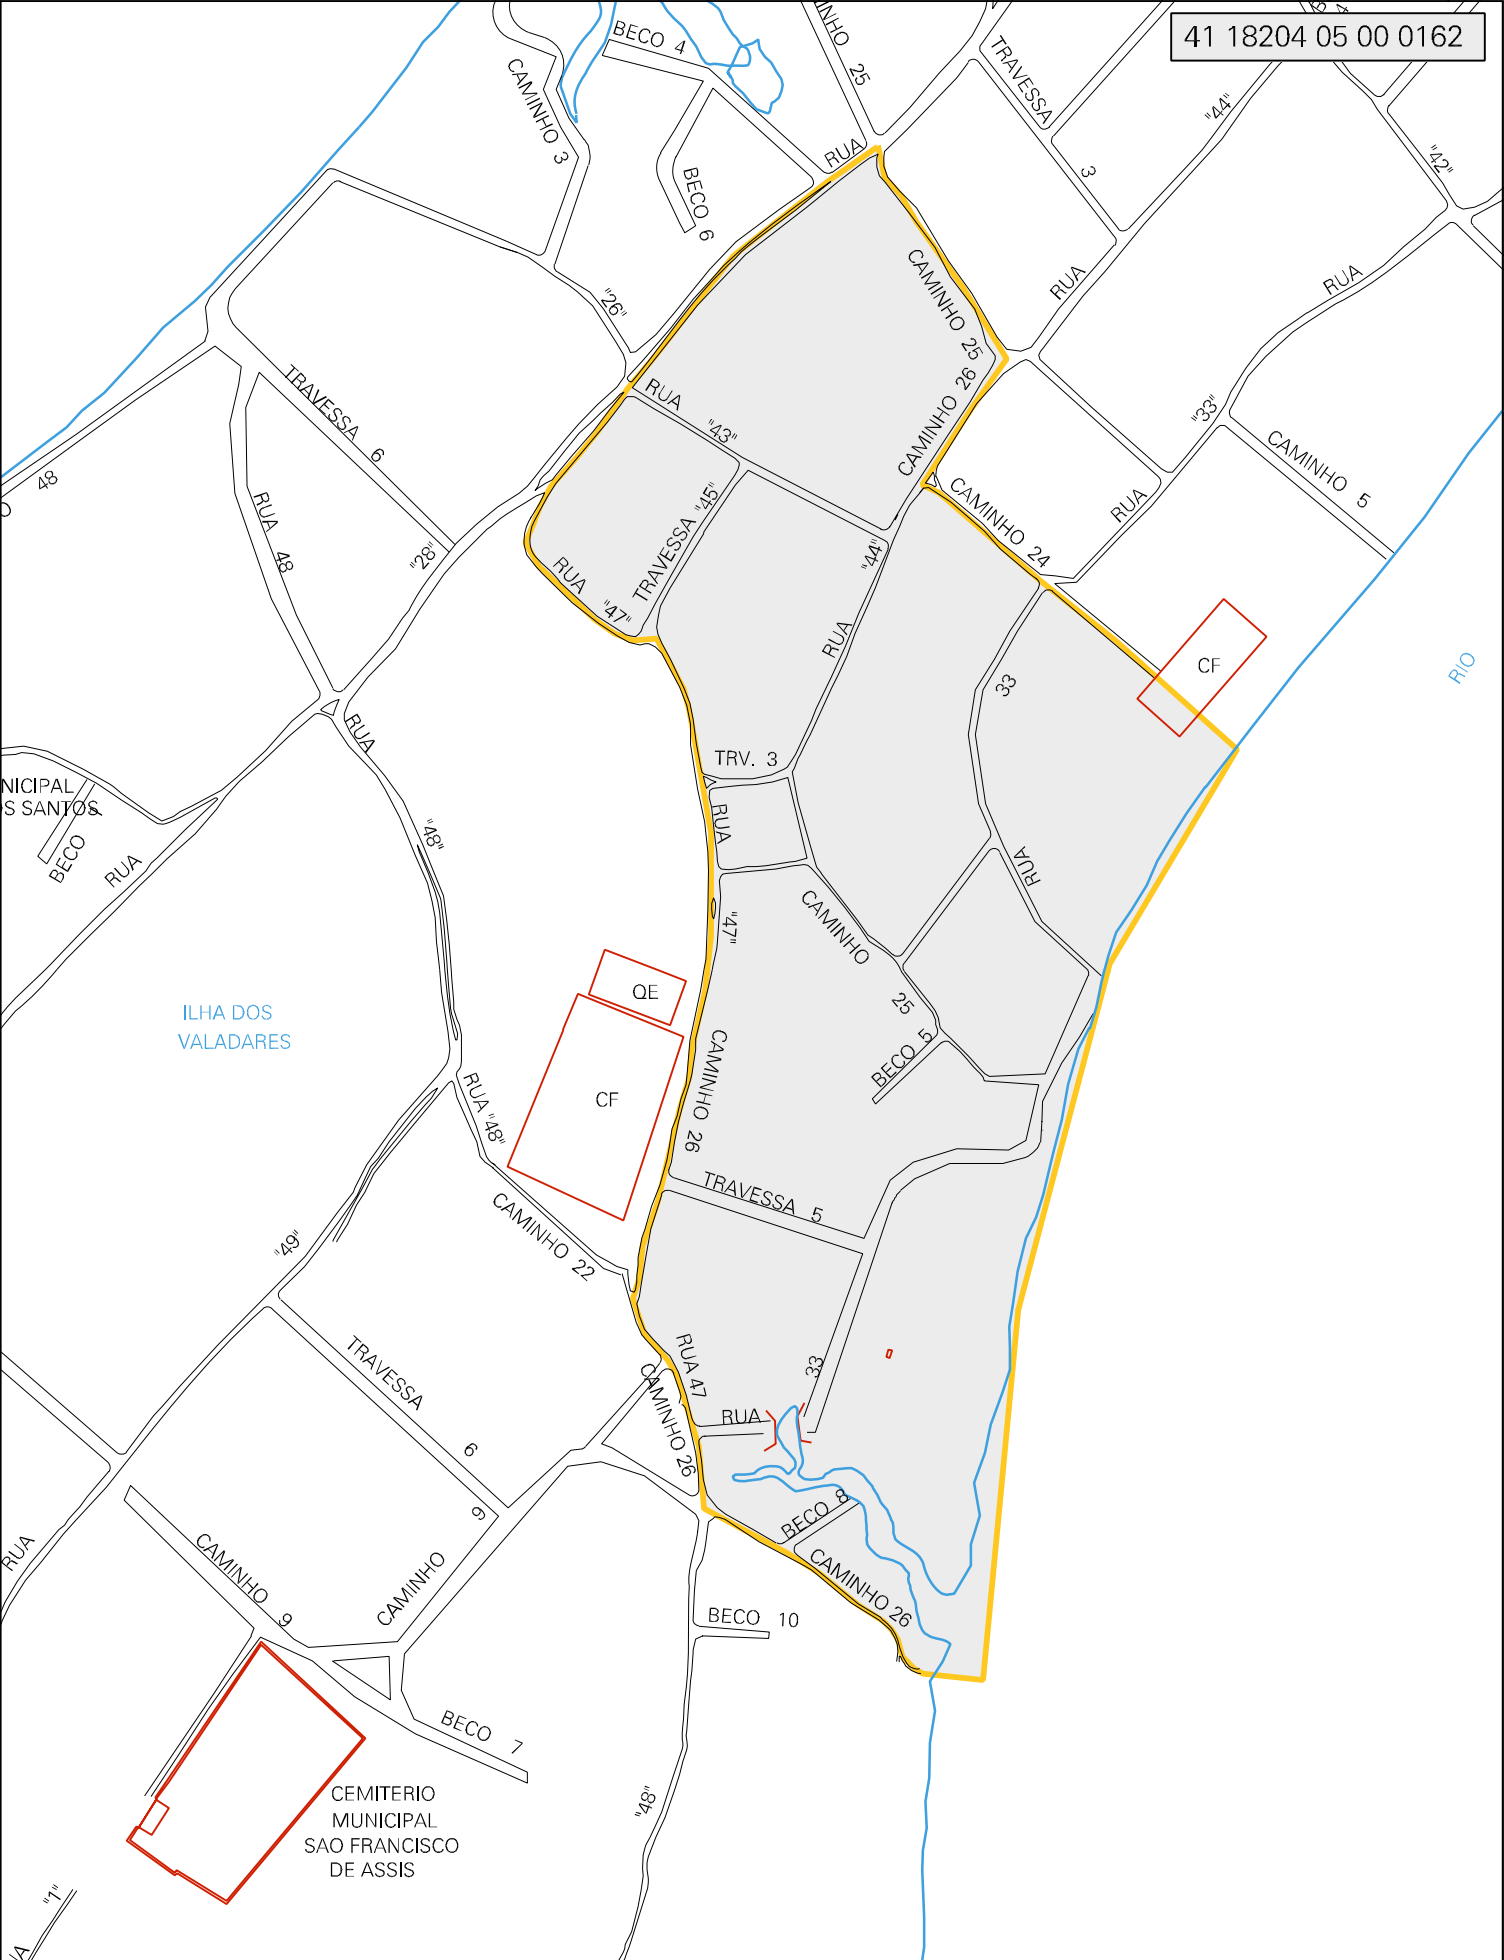 41 18204 05 00 0162
BECO 4
INHO 25
CAMINHO 3
TRAVESSA 3
"44"
"42"
RUA
BECO 6
RUA
RUA
CAMINHO 25
"26"
TRAVESSA 6
RUA "43"
CAMINHO 26
"33"
CAMINHO 5
48
RUA 48
"28"
TRAVESSA "45"
CAMINHO 24
RUA
"44"
RUA
RUA "47"
CF
RIO
33
RUA
TRV. 3
NICIPAL
OS SANTOS
BECO
RUA
"48"
RUA
RUA
"47"
CAMINHO 25
QE
ILHA DOS
VALADARES
CF
CAMINHO 26
BECO 5
RUA "48"
TRAVESSA 5
CAMINHO 22
"49"
TRAVESSA 6
RUA 47
CAMINHO 26
33
RUA
BECO 8
CAMINHO 26
RUA
CAMINHO 9
CAMINHO 9
BECO 10
BECO 7
CEMITERIO
MUNICIPAL
SAO FRANCISCO
DE ASSIS
"48"
"1"